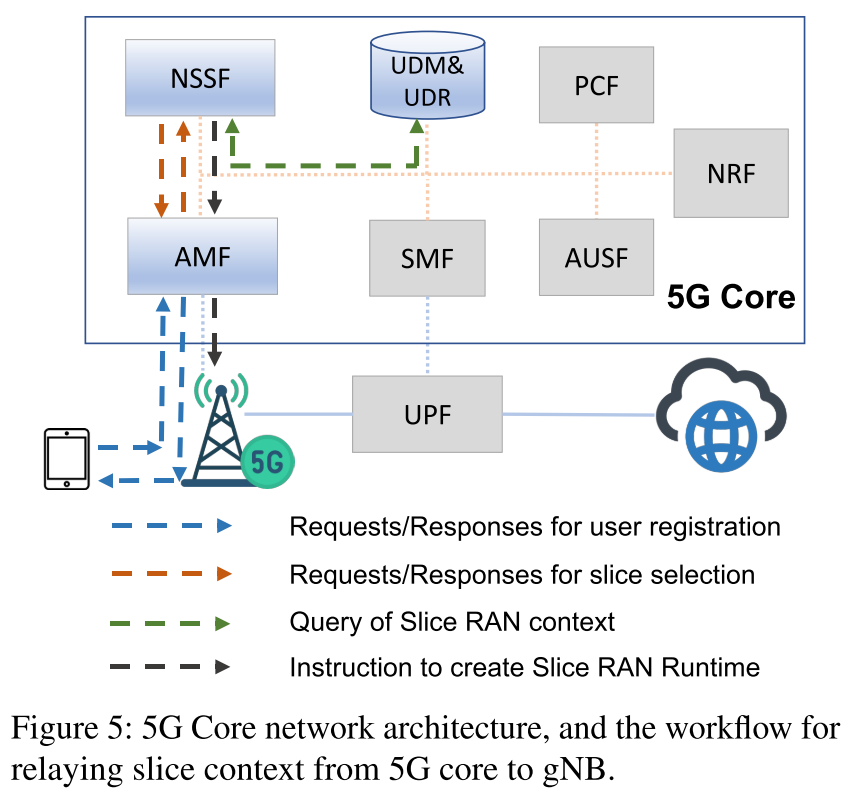 NSSF
UDM&
UDR
PCF
NRF
AMF
SMF
AUSF
5G Core
UPF
5G
Requests/Responses for user registration
Requests/Responses for slice selection
Query of Slice RAN context
Instruction to create Slice RAN Runtime
Figure 5: 5G Core network architecture, and the workflow for
relaying slice context from 5G core to gNB.